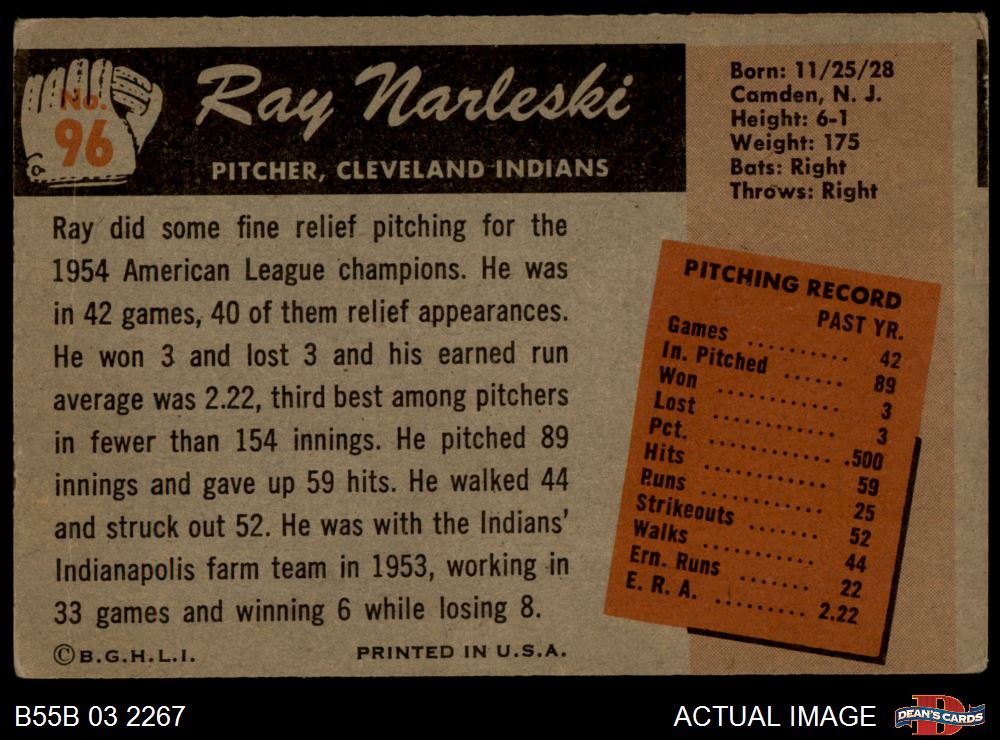 No.
96
Ray Narleski
PITCHER, CLEVELAND INDIANS
Born: 11/25/28
Camden, N. J.
Height: 6-1
Weight: 175
Bats: Right
Throws: Right
Ray did some fine relief pitching for the
1954 American League champions. He was
in 42 games, 40 of them relief appearances.
He won 3 and lost 3 and his earned run
average was 2.22, third best among pitchers
in fewer than 154 innings. He pitched 89
innings and gave up 59 hits. He walked 44
and struck out 52. He was with the Indians'
Indianapolis farm team in 1953, working in
33 games and winning 6 while losing 8.
©B.G.H.L.I. PRINTED IN U.S.A.
PITCHING RECORD
PAST YR.
Games .......... 42
In. Pitched ...... 89
Won ............ 3
Lost ............ 3
Pct. ............ .500
Hits ............ 59
Runs ........... 25
Strikeouts ....... 52
Walks ........... 44
Ern. Runs ....... 22
E. R. A. ......... 2.22
B55B 03 2267
ACTUAL IMAGE
D
DEAN'S CARDS